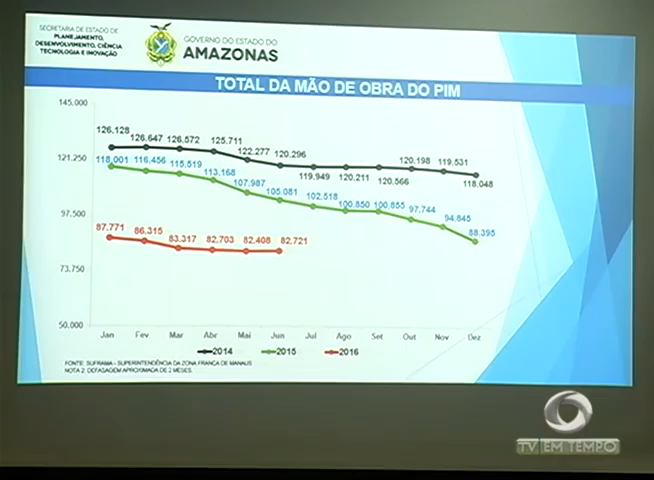 SECRETARIA DE ESTADO DE
PLANEJAMENTO,
DESENVOLVIMENTO, CIÊNCIA
TECNOLOGIA E INOVAÇÃO
GOVERNO DO ESTADO DO
AMAZONAS
TOTAL DA MÃO DE OBRA DO PIM
145.000
121.250
97.500
73.750
50.000
126.128 126.647 126.572 125.711 122.277 120.296 119.949 120.211 120.566 120.198 119.531 118.048
118.001 116.456 115.519 113.168 107.987 105.081 102.518 100.850 100.855 97.744 94.845 88.395
87.771 86.315 83.317 82.703 82.408 82.721
Jan Fev Mar Abr Mai Jun Jul Ago Set Out Nov Dez
2014 2015 2016
FONTE: SUFRAMA – SUPERINTENDÊNCIA DA ZONA FRANCA DE MANAUS
NOTA 2: DEFASAGEM APROXIMADA DE 2 MESES.
TV EM TEMPO